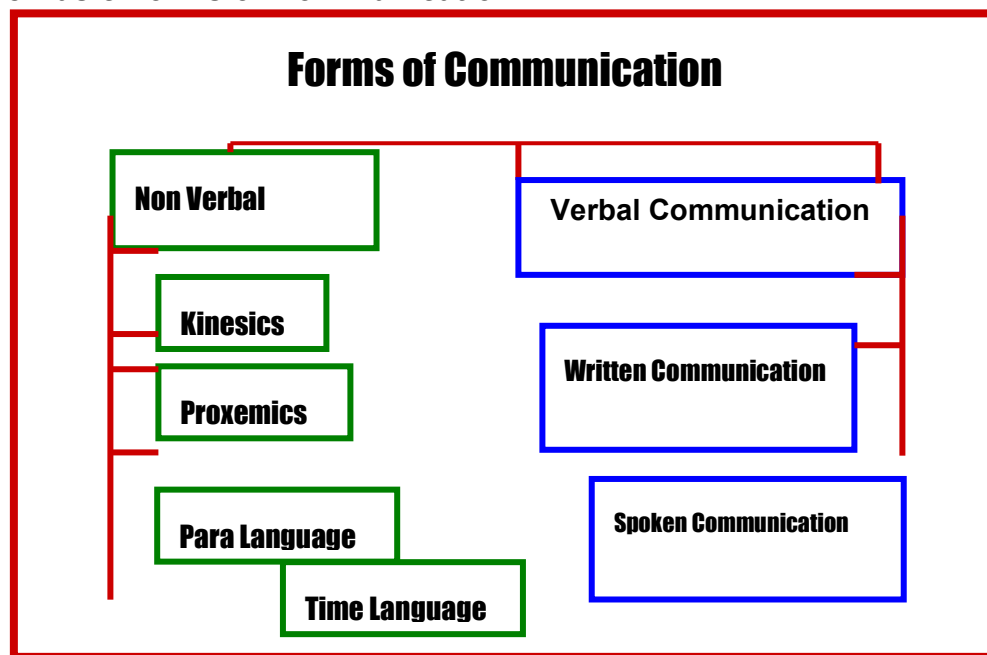 Forms of Communication
Non Verbal
Verbal Communication
Kinesics
Proxemics
Para Language
Time Language
Written Communication
Spoken Communication